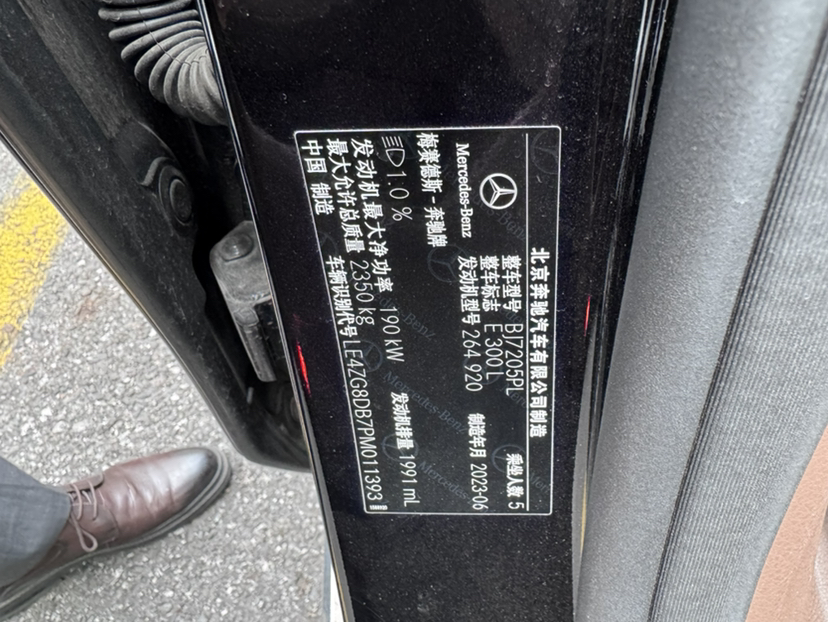 北京奔驰汽车有限公司制造
整车型号 BJ7205PL 乘坐人数 5
整车标志 E 300 L
发动机型号 264 920 制造年月 2023-06
Mercedes-Benz
梅赛德斯-奔驰牌
1.0 %
发动机最大净功率 190 kW 发动机排量 1991 mL
最大允许总质量 2350 kg
中国 制造 车辆识别代号 LE4ZG8DB7PM011393